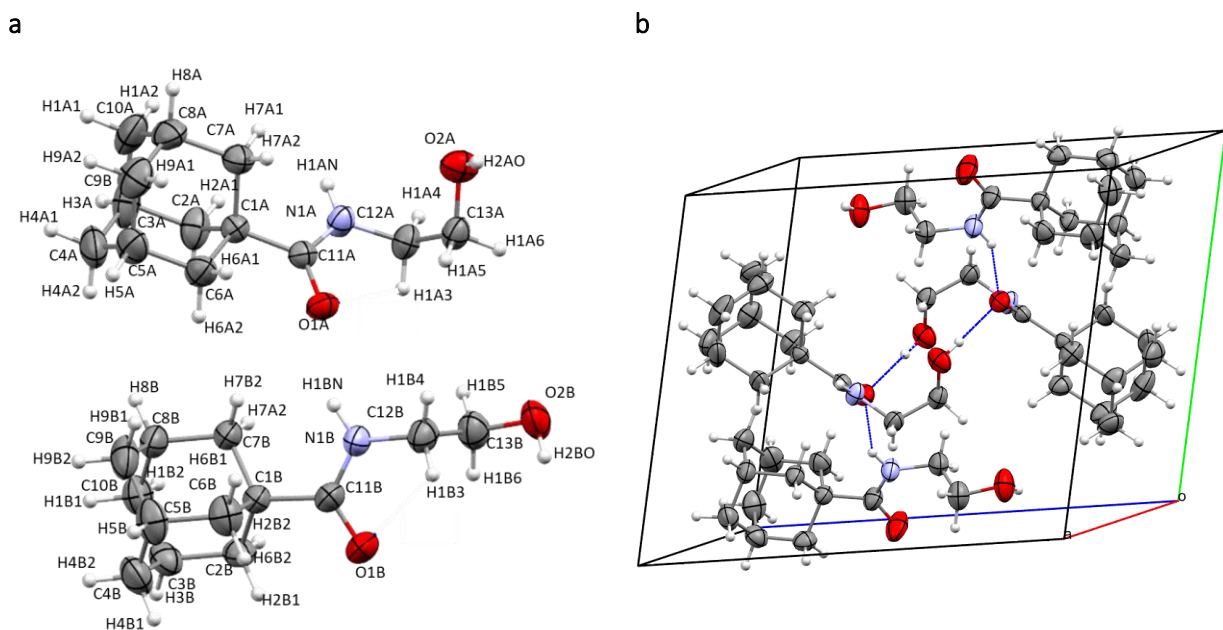 a
b
H8A
H1A2
H1A1
C10A
C8A
H7A1
C7A
H7A2
O2A
H9A2
H9A1
H1AN
H2AO
C9B
H2A1
H1A4
H3A
C2A
C1A
N1A
C12A
C13A
H4A1
C3A
H1A6
C4A
C5A
H6A1
C11A
H1A5
H4A2
H5A
C6A
H1A3
O1A
H6A2
H7B2
H8B
H1BN
H1B4
H1B5
O2B
H9B1
C8B
H7A2
C12B
C9B
C7B
N1B
C13B
H9B2
H6B1
H2BO
H1B2
C6B
C1B
C10B
C11B
H1B3
H1B6
H1B1
C5B
H5B
H2B2
H4B2
H6B2
C2B
O1B
C3B
C4B
H3B
H2B1
H4B1
o
a